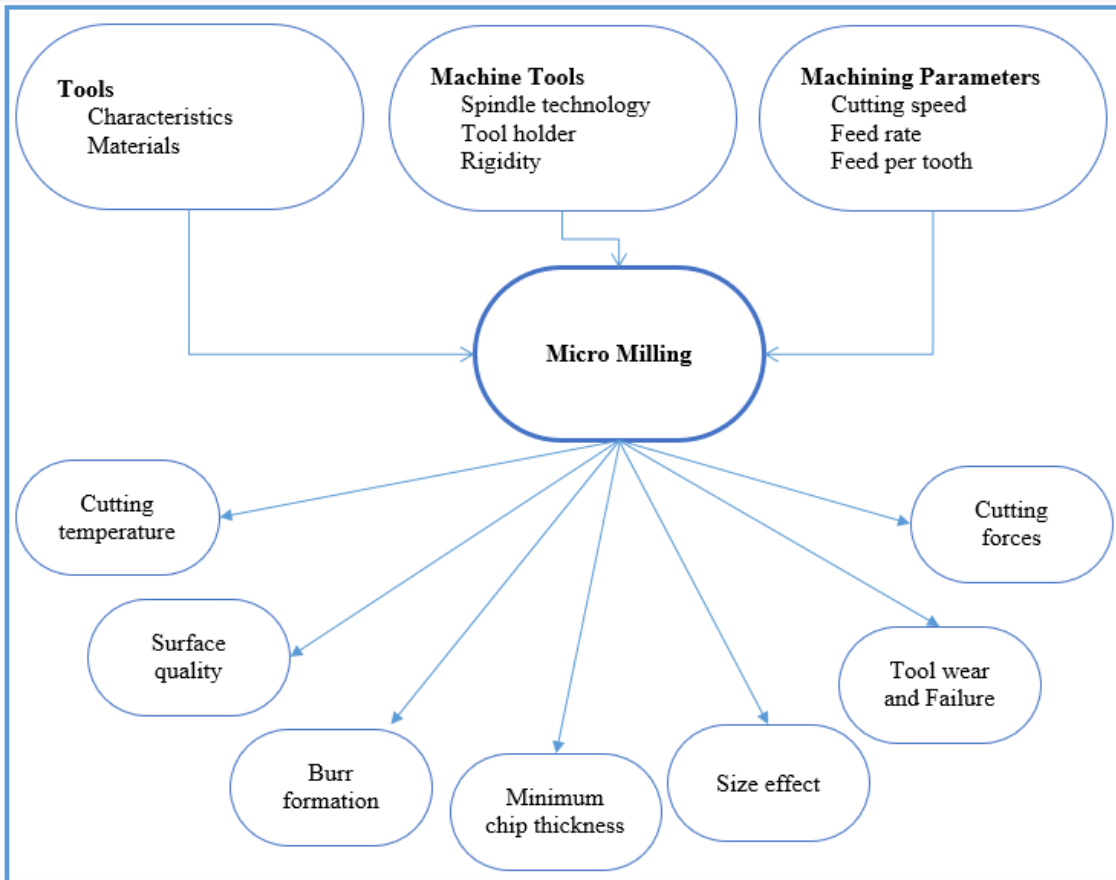 Tools
Characteristics
Materials
Machine Tools
Spindle technology
Tool holder
Rigidity
Machining Parameters
Cutting speed
Feed rate
Feed per tooth
Micro Milling
Cutting
temperature
Surface
quality
Burr
formation
Minimum
chip thickness
Size effect
Tool wear
and Failure
Cutting
forces